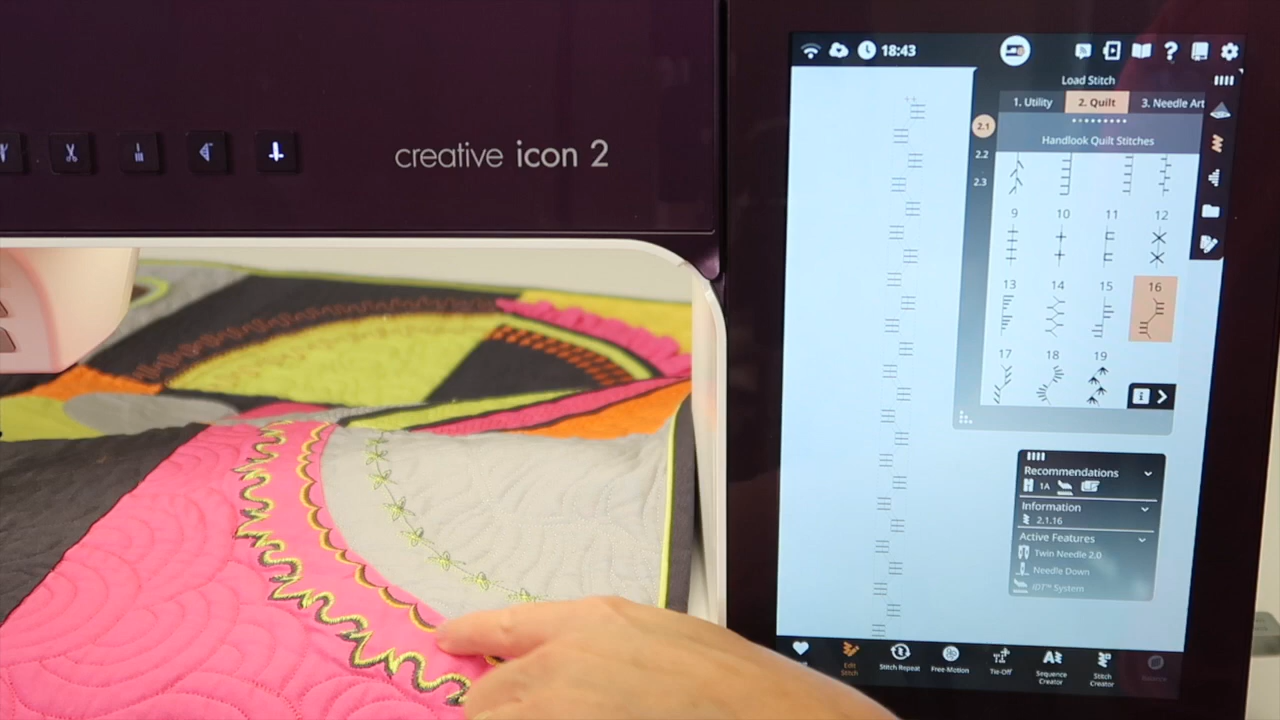 creative icon 2
18:43
Load Stitch
1. Utility
2. Quilt
3. Needle Art
Handlook Quilt Stitches
2.1
2.2
2.3
9 10 11 12
13 14 15 16
17 18 19
Recommendations
1A
Information
2.1.16
Active Features
Twin Needle 2.0
Needle Down
IDT™ System
Edit Stitch
Stitch Repeat
Free-Motion
Tie-Off
Sequence Creator
Stitch Creator